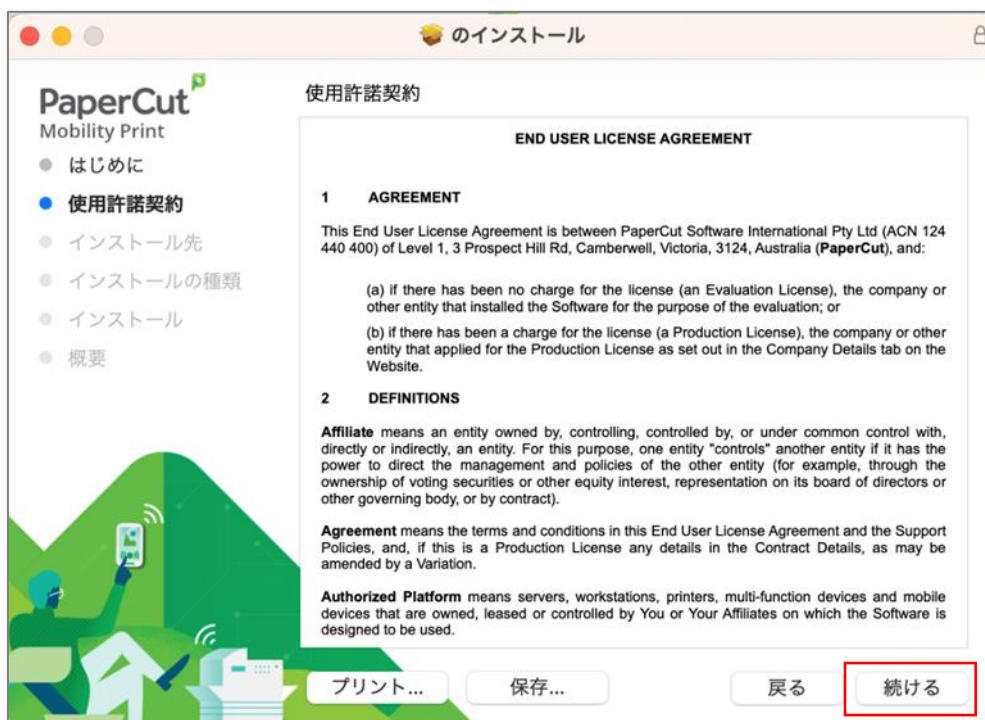 のインストール
PaperCut
Mobility Print
はじめに
使用許諾契約
インストール先
インストールの種類
インストール
概要
使用許諾契約
END USER LICENSE AGREEMENT
1 AGREEMENT
This End User License Agreement is between PaperCut Software International Pty Ltd (ACN 124
440 400) of Level 1, 3 Prospect Hill Rd, Camberwell, Victoria, 3124, Australia (PaperCut), and:
(a) if there has been no charge for the license (an Evaluation License), the company or
other entity that installed the Software for the purpose of the evaluation; or
(b) if there has been a charge for the license (a Production License), the company or other
entity that applied for the Production License as set out in the Company Details tab on the
Website.
2 DEFINITIONS
Affiliate means an entity owned by, controlling, controlled by, or under common control with,
directly or indirectly, an entity. For this purpose, one entity "controls" another entity if it has the
power to direct the management and policies of the other entity (for example, through the
ownership of voting securities or other equity interest, representation on its board of directors or
other governing body, or by contract).
Agreement means the terms and conditions in this End User License Agreement and the Support
Policies, and, if this is a Production License any details in the Contract Details, as may be
amended by a Variation.
Authorized Platform means servers, workstations, printers, multi-function devices and mobile
devices that are owned, leased or controlled by You or Your Affiliates on which the Software is
designed to be used.
プリント...
保存...
戻る
続ける